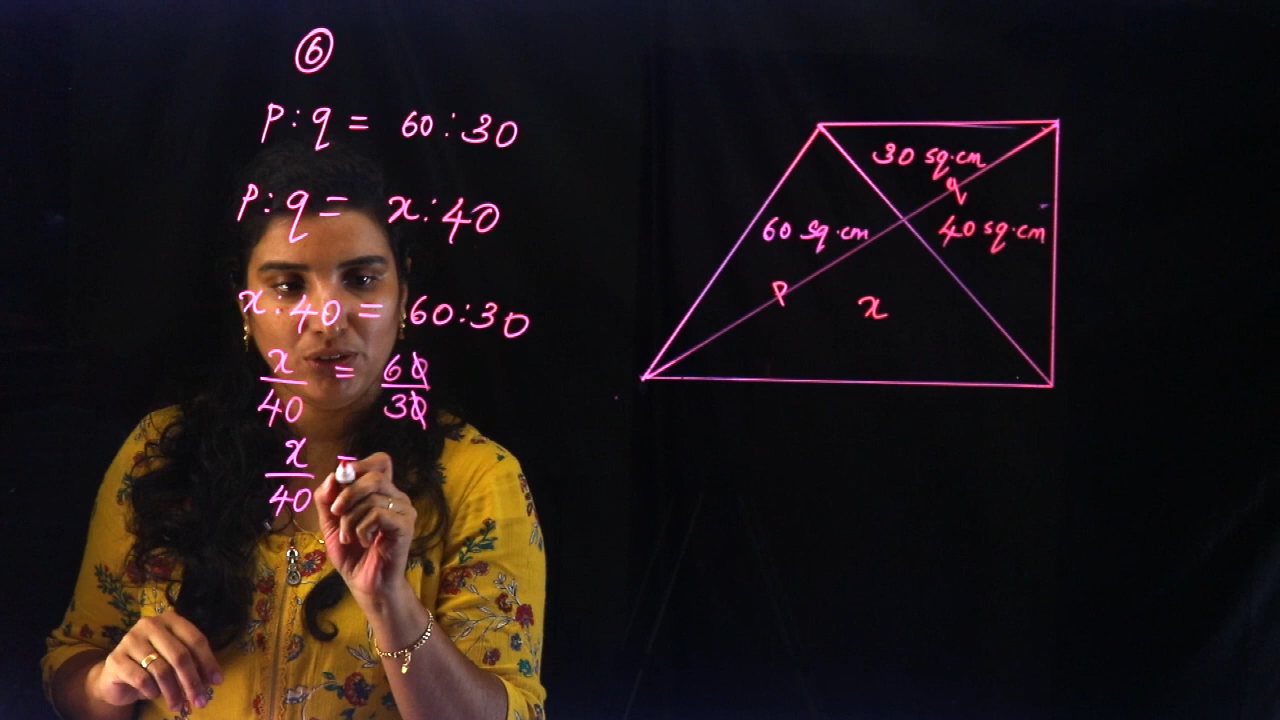 ⑥
p : q = 60 : 30
p : q = x : 40
x : 40 = 60 : 30
x/40 = 60/30
x/40 =
30 sq.cm
q
60 sq.cm
40 sq.cm
p
x